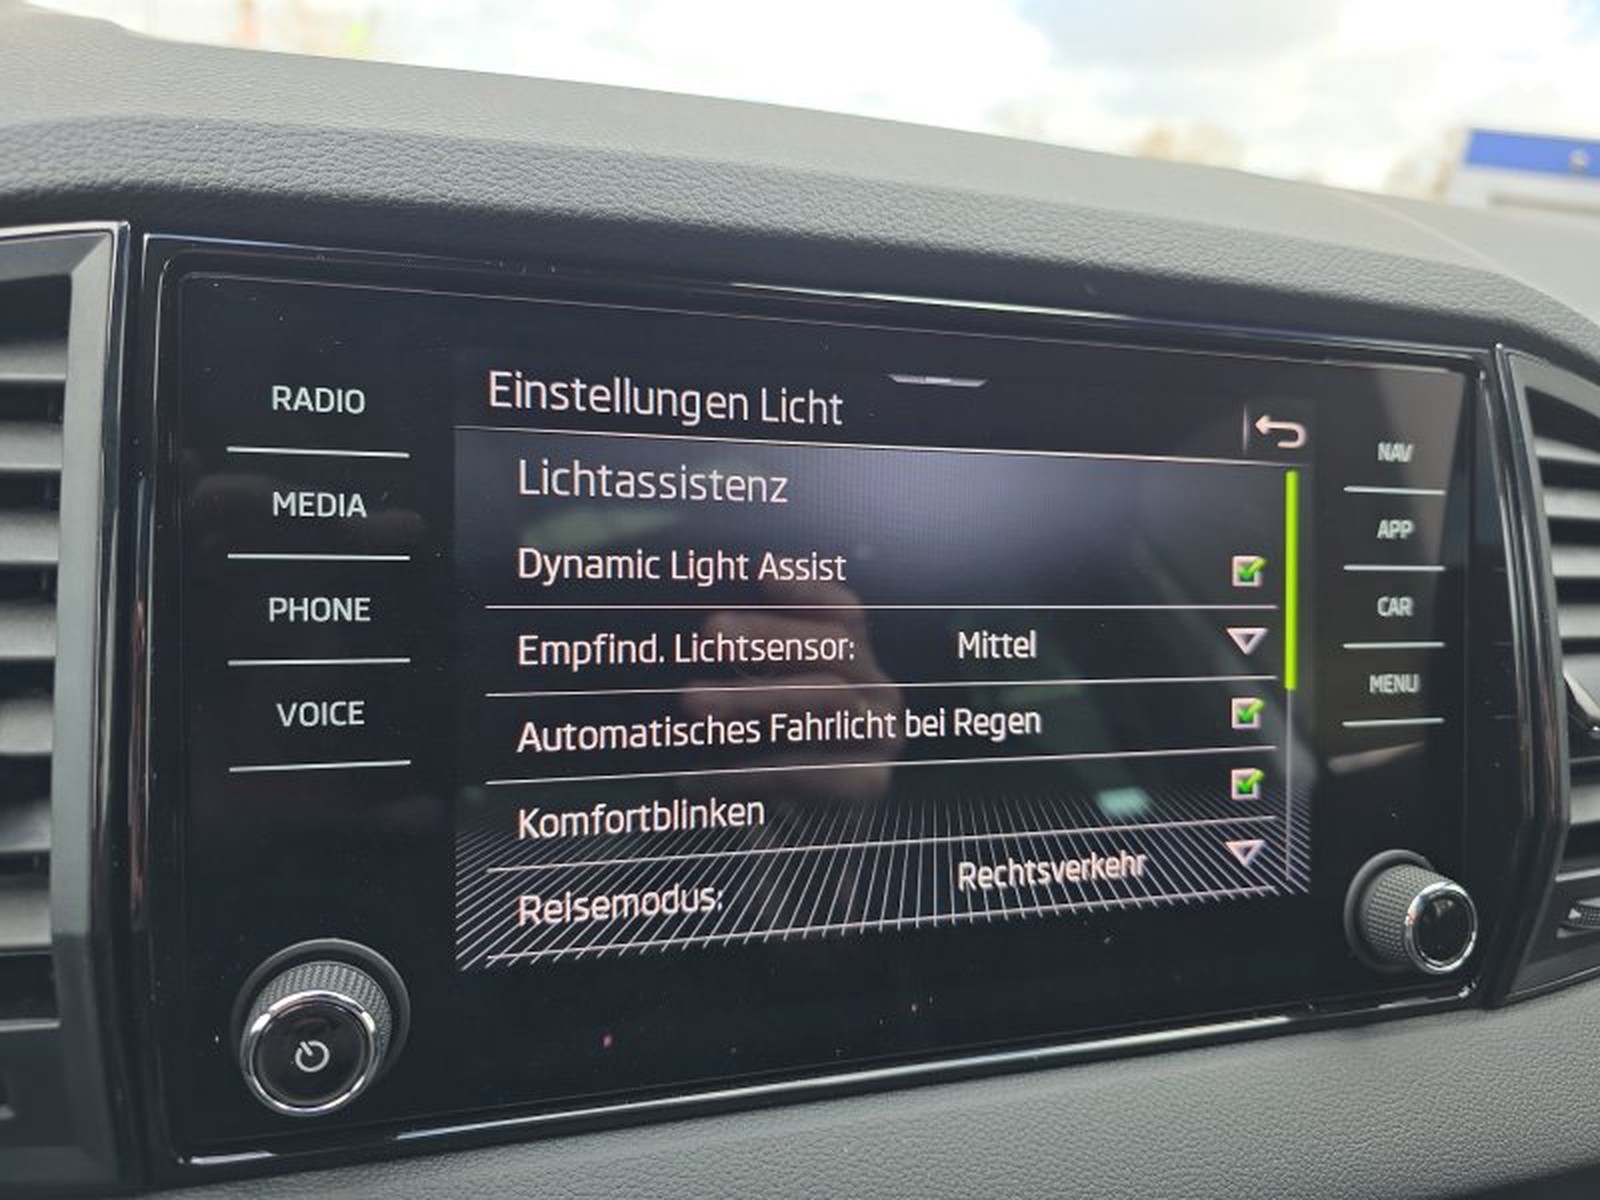 RADIO
MEDIA
PHONE
VOICE
Einstellungen Licht
Lichtassistenz
Dynamic Light Assist
Empfind. Lichtsensor: Mittel
Automatisches Fahrlicht bei Regen
Komfortblinken
Reisemodus: Rechtsverkehr
NAV
APP
CAR
MENU